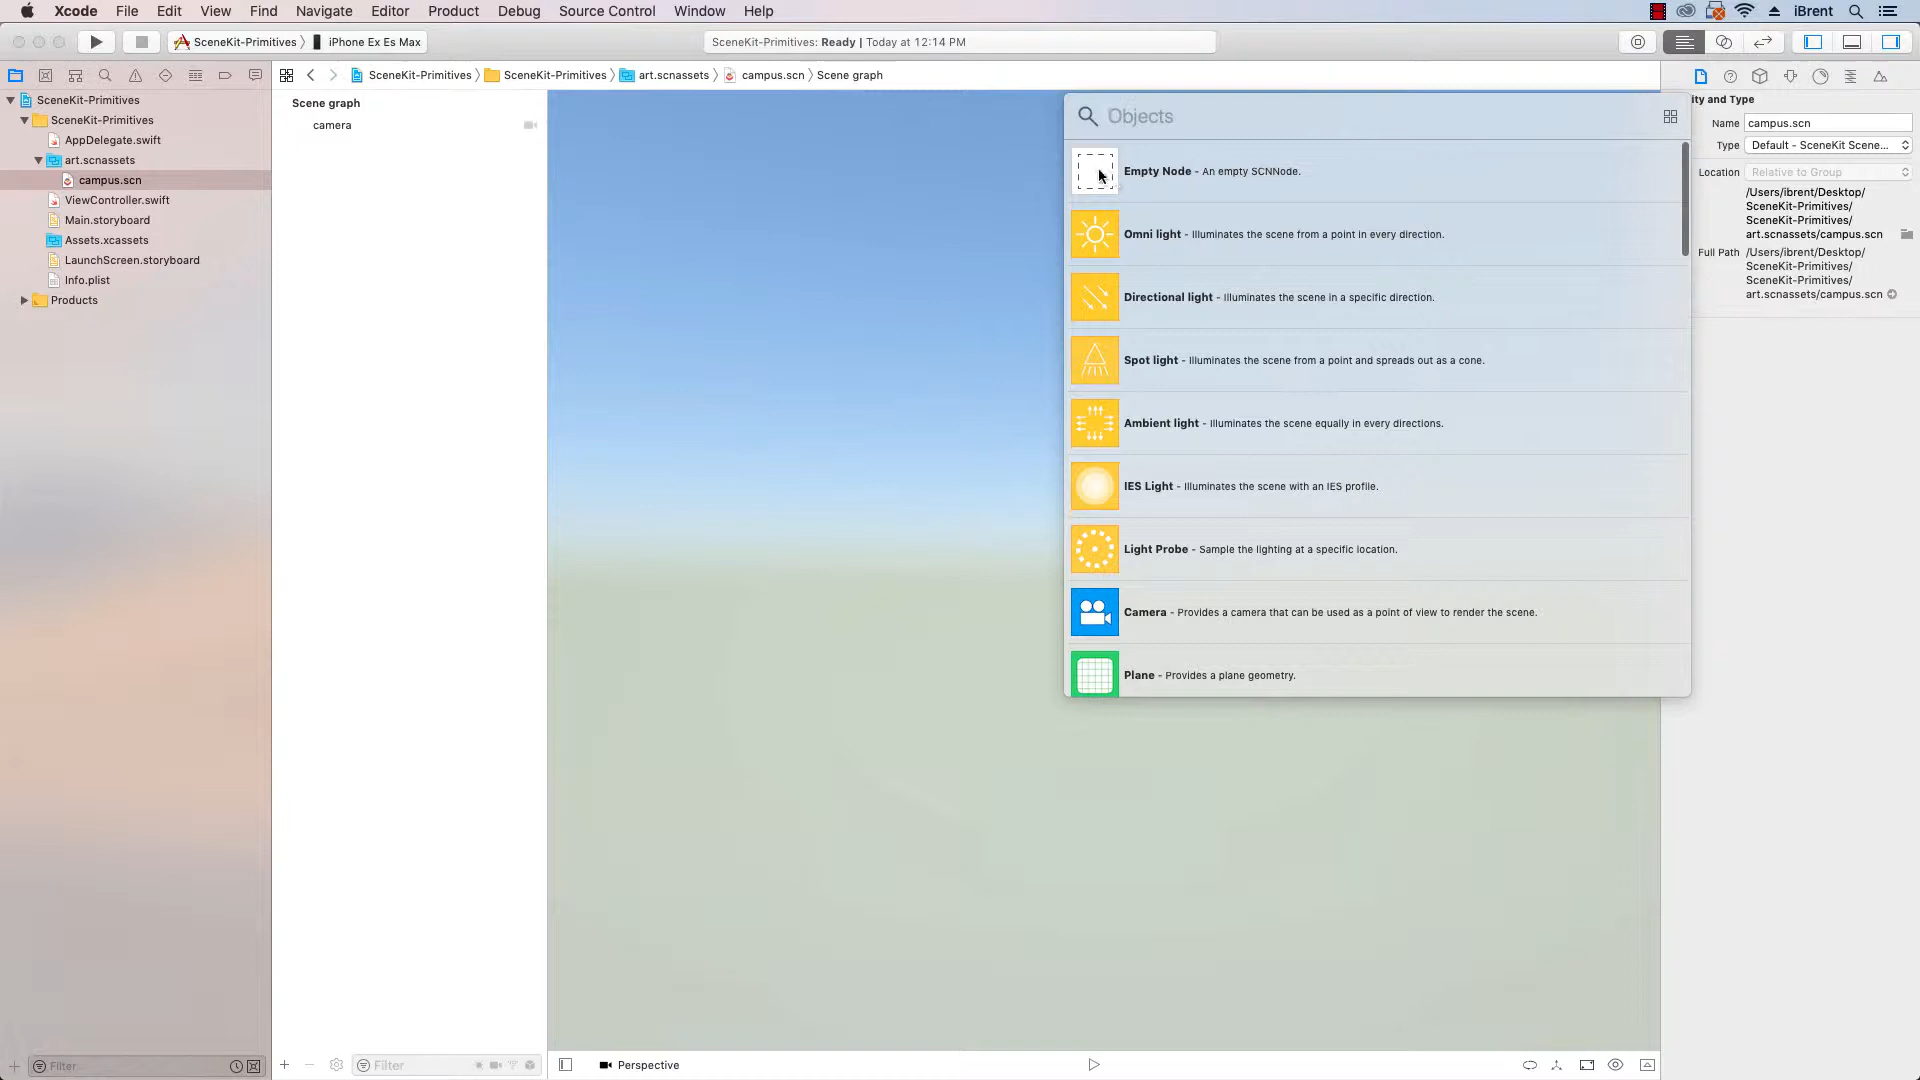 Xcode File Edit View Find Navigate Editor Product Debug Source Control Window Help iBrent
SceneKit-Primitives iPhone Ex Es Max
SceneKit-Primitives: Ready | Today at 12:14 PM
SceneKit-Primitives SceneKit-Primitives art.scnassets campus.scn Scene graph
SceneKit-Primitives
SceneKit-Primitives
AppDelegate.swift
art.scnassets
campus.scn
ViewController.swift
Main.storyboard
Assets.xcassets
LaunchScreen.storyboard
Info.plist
Products
Filter
Scene graph
camera
Filter
Perspective
Objects
Empty Node - An empty SCNNode.
Omni light - Illuminates the scene from a point in every direction.
Directional light - Illuminates the scene in a specific direction.
Spot light - Illuminates the scene from a point and spreads out as a cone.
Ambient light - Illuminates the scene equally in every directions.
IES Light - Illuminates the scene with an IES profile.
Light Probe - Sample the lighting at a specific location.
Camera - Provides a camera that can be used as a point of view to render the scene.
Plane - Provides a plane geometry.
ity and Type
Name campus.scn
Type Default - SceneKit Scene...
Location Relative to Group
/Users/ibrent/Desktop/
SceneKit-Primitives/
SceneKit-Primitives/
art.scnassets/campus.scn
Full Path /Users/ibrent/Desktop/
SceneKit-Primitives/
SceneKit-Primitives/
art.scnassets/campus.scn